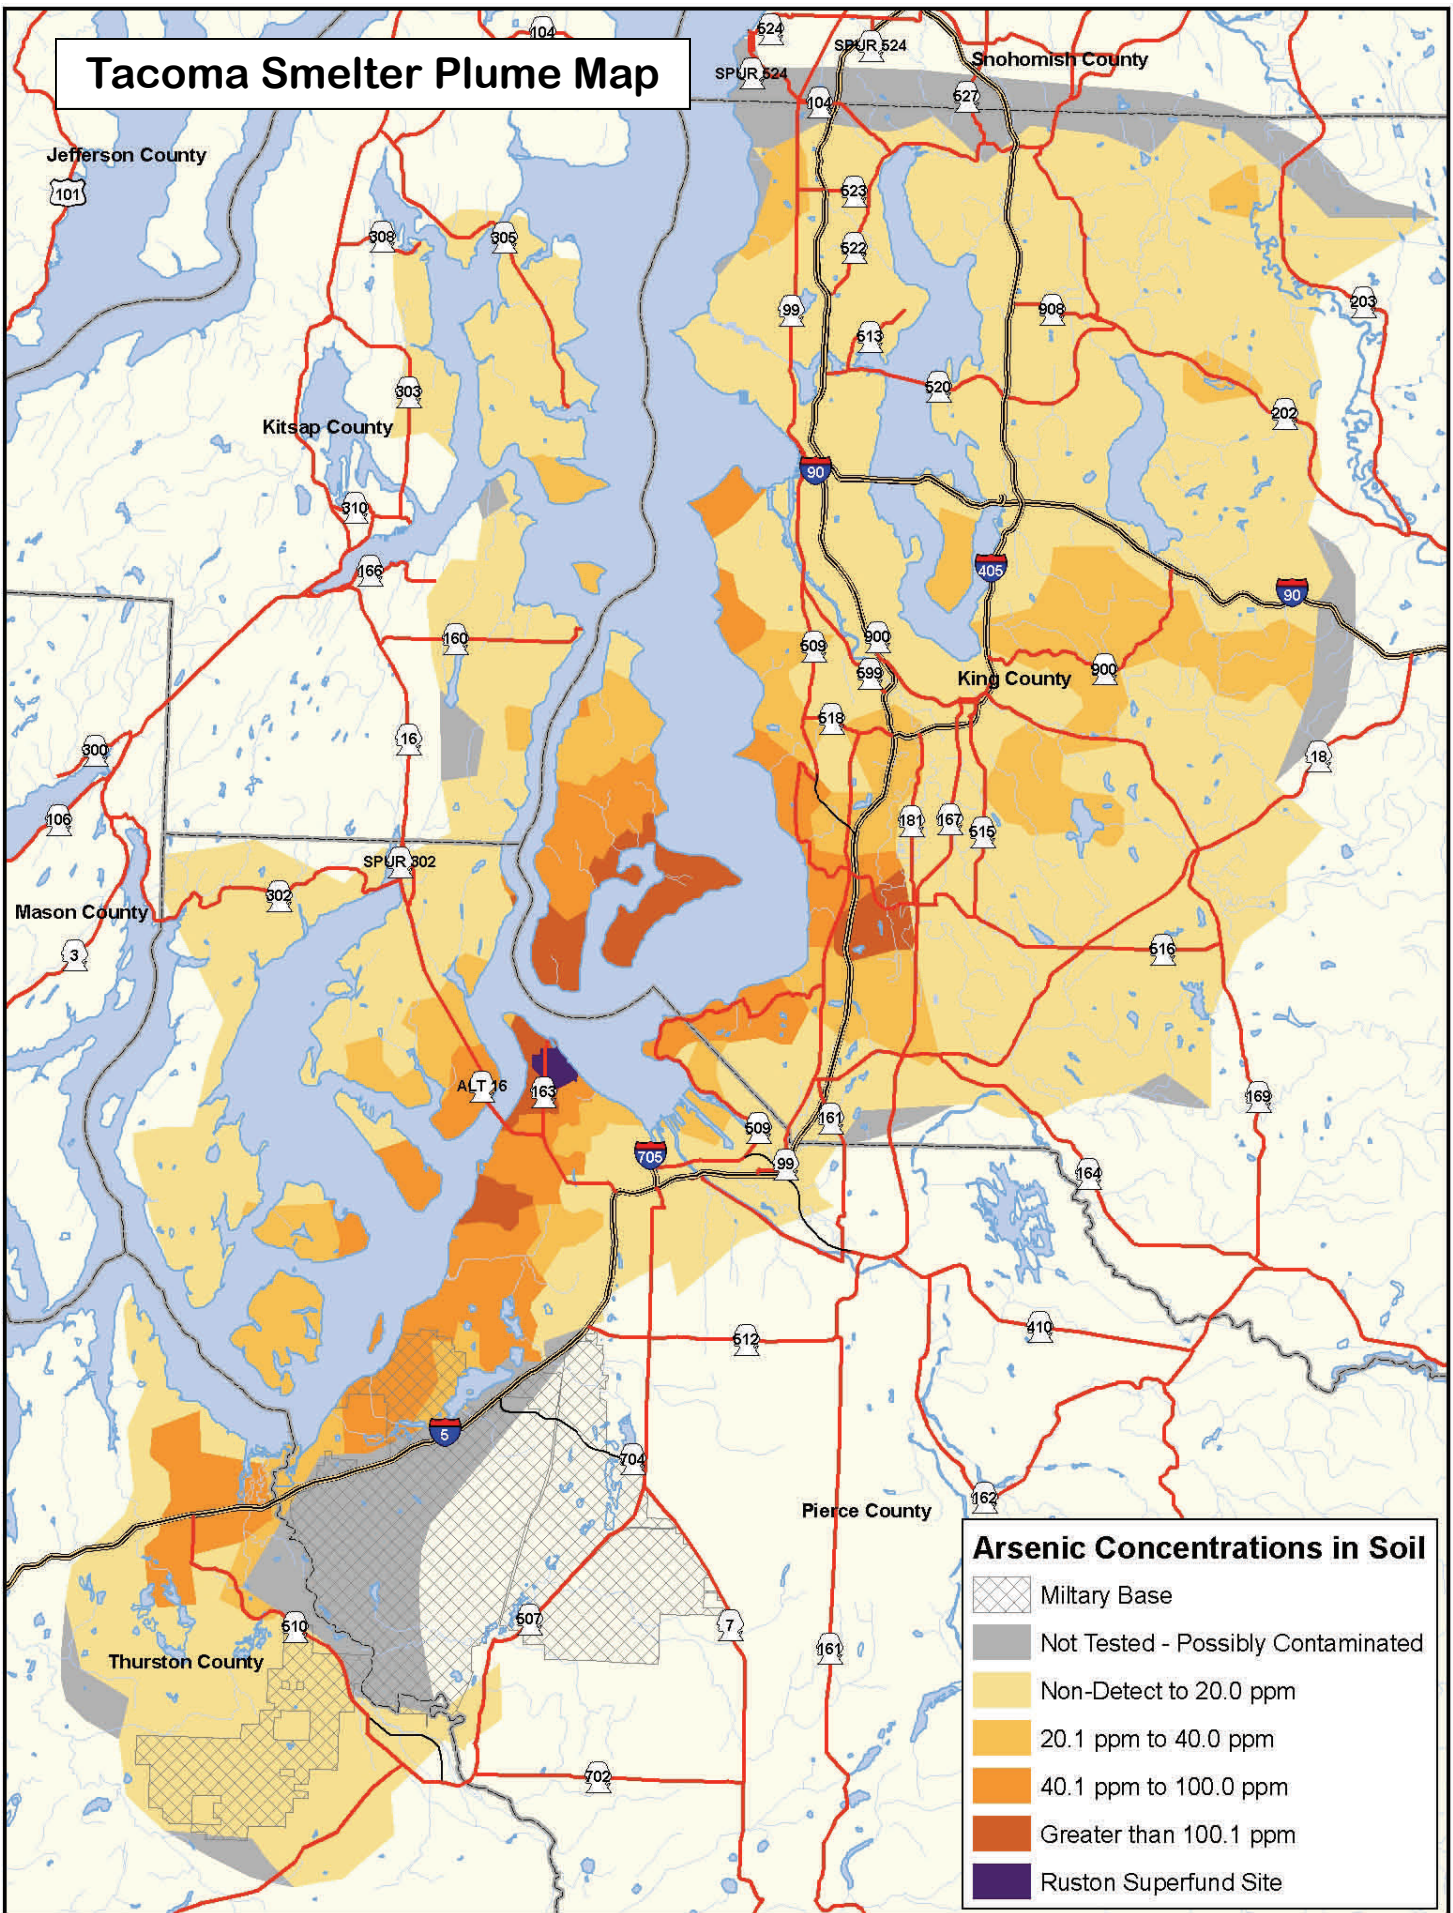 Tacoma Smelter Plume Map
104
524
SPUR 524
Snohomish County
SPUR 524
104
527
Jefferson County
101
523
308
305
522
203
99
908
513
303
520
202
Kitsap County
90
310
166
405
90
160
509
900
599
900
King County
518
16
300
18
106
181
167
515
SPUR 302
302
Mason County
3
516
ALT 16
163
169
161
509
705
99
164
410
512
5
704
162
Pierce County
Arsenic Concentrations in Soil
Miltary Base
Not Tested - Possibly Contaminated
Non-Detect to 20.0 ppm
20.1 ppm to 40.0 ppm
40.1 ppm to 100.0 ppm
Greater than 100.1 ppm
Ruston Superfund Site
507
7
510
161
Thurston County
702